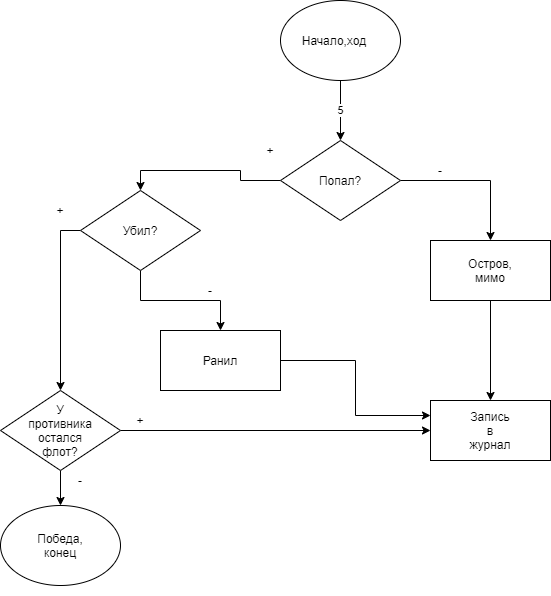 Начало,ход
5
+
Попал?
-
+
Убил?
Остров,
мимо
-
Ранил
У
противника
остался
флот?
+
Запись
в
журнал
-
Победа,
конец